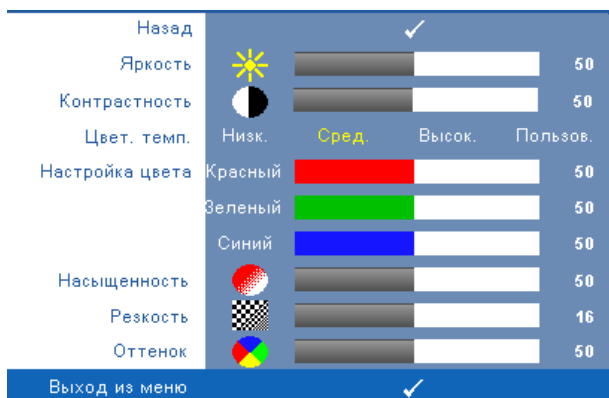 Назад
Яркость 50
Контрастность 50
Цвет. темп. Низк. Сред. Высок. Пользов.
Настройка цвета Красный 50
Зеленый 50
Синий 50
Насыщенность 50
Резкость 16
Оттенок 50
Выход из меню